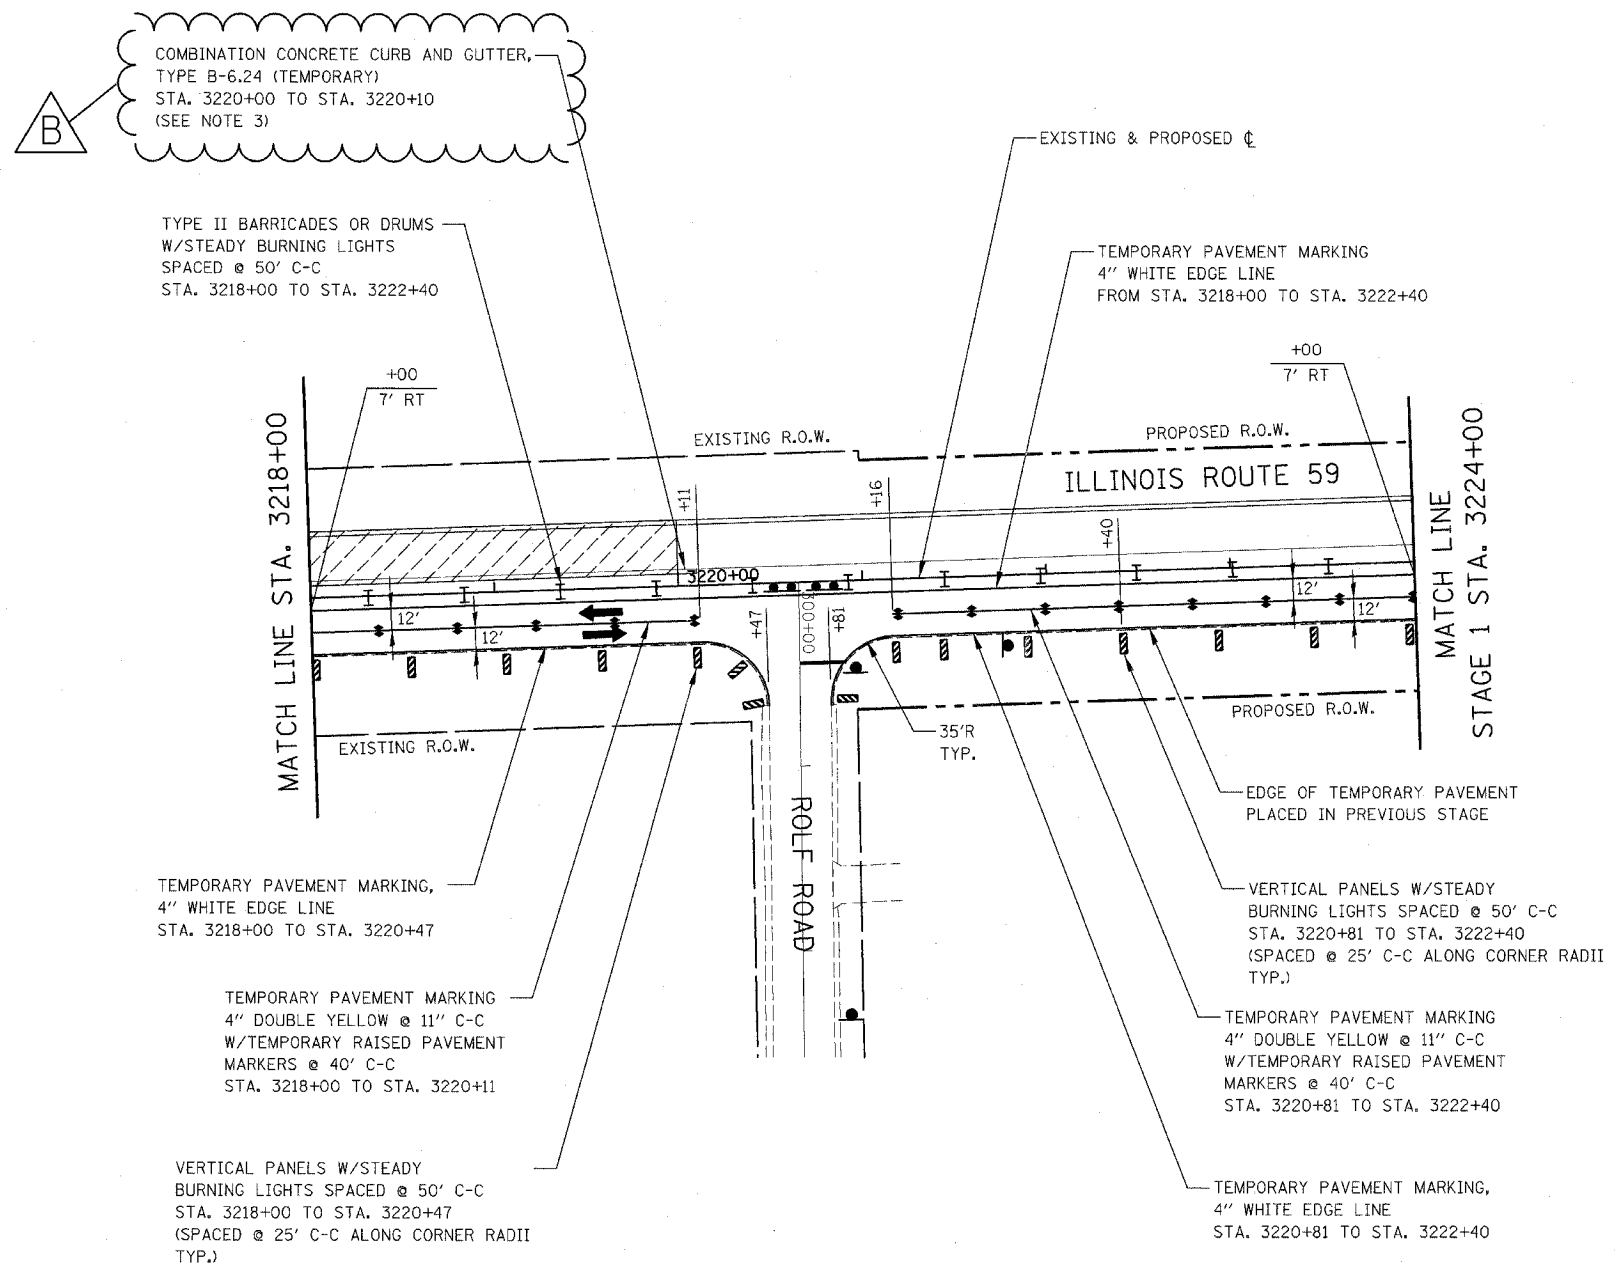 COMBINATION CONCRETE CURB AND GUTTER,
TYPE B-6.24 (TEMPORARY)
STA. 3220+00 TO STA. 3220+10
(SEE NOTE 3)
B
EXISTING & PROPOSED ℄
TYPE II BARRICADES OR DRUMS
W/STEADY BURNING LIGHTS
SPACED @ 50' C-C
STA. 3218+00 TO STA. 3222+40
TEMPORARY PAVEMENT MARKING
4" WHITE EDGE LINE
FROM STA. 3218+00 TO STA. 3222+40
+00
7' RT
+00
7' RT
MATCH LINE STA. 3218+00
EXISTING R.O.W.
PROPOSED R.O.W.
ILLINOIS ROUTE 59
MATCH LINE
STAGE 1 STA. 3224+00
+11
+16
+40
3220+00
12'
12'
12'
12'
+47
300+00
+81
EXISTING R.O.W.
PROPOSED R.O.W.
35'R
TYP.
ROLF ROAD
EDGE OF TEMPORARY PAVEMENT
PLACED IN PREVIOUS STAGE
TEMPORARY PAVEMENT MARKING,
4" WHITE EDGE LINE
STA. 3218+00 TO STA. 3220+47
VERTICAL PANELS W/STEADY
BURNING LIGHTS SPACED @ 50' C-C
STA. 3220+81 TO STA. 3222+40
(SPACED @ 25' C-C ALONG CORNER RADII
TYP.)
TEMPORARY PAVEMENT MARKING
4" DOUBLE YELLOW @ 11" C-C
W/TEMPORARY RAISED PAVEMENT
MARKERS @ 40' C-C
STA. 3218+00 TO STA. 3220+11
TEMPORARY PAVEMENT MARKING
4" DOUBLE YELLOW @ 11" C-C
W/TEMPORARY RAISED PAVEMENT
MARKERS @ 40' C-C
STA. 3220+81 TO STA. 3222+40
VERTICAL PANELS W/STEADY
BURNING LIGHTS SPACED @ 50' C-C
STA. 3218+00 TO STA. 3220+47
(SPACED @ 25' C-C ALONG CORNER RADII
TYP.)
TEMPORARY PAVEMENT MARKING,
4" WHITE EDGE LINE
STA. 3220+81 TO STA. 3222+40